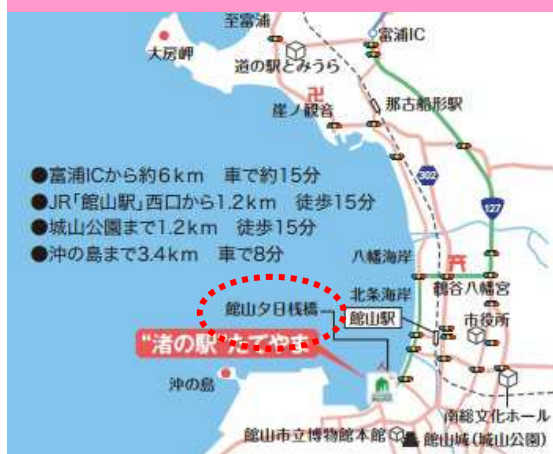 至富浦
富浦IC
大房岬
道の駅とみうら
那古船形駅
崖ノ観音
●富浦ICから約6km 車で約15分
302
●JR「館山駅」西口から1.2km 徒歩15分
127
●城山公園まで1.2km 徒歩15分
●沖の島まで3.4km 車で8分
八幡海岸
鶴谷八幡宮
北条海岸
館山夕日桟橋
館山駅
市役所
“渚の駅”たてやま
沖の島
南総文化ホール
館山市立博物館本館
館山城(城山公園)